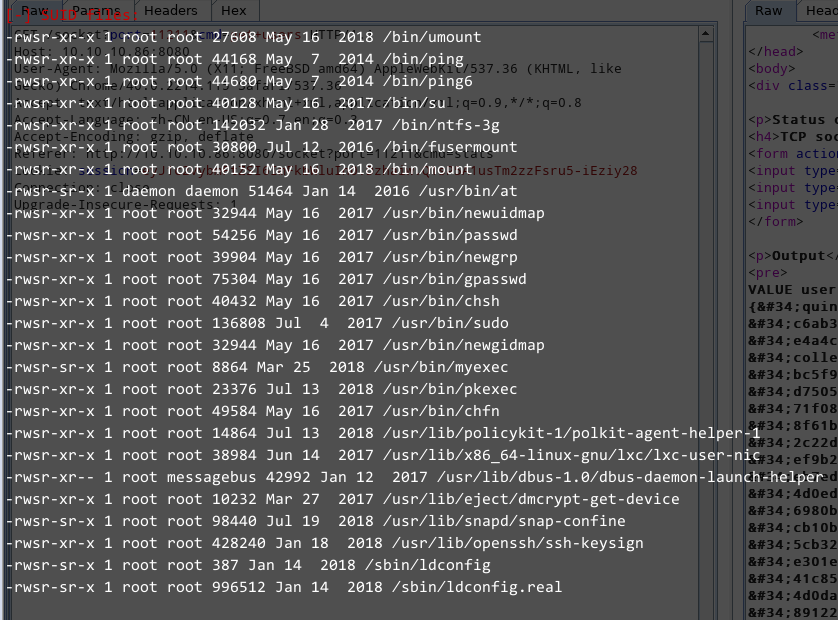 [-] SUID files:
Raw Params Headers Hex
-rwsr-xr-x 1 root root 27608 May 16  2018 /bin/umount
-rwsr-xr-x 1 root root 44168 May  7  2014 /bin/ping
-rwsr-xr-x 1 root root 44680 May  7  2014 /bin/ping6
-rwsr-xr-x 1 root root 40128 May 16  2017 /bin/su
-rwsr-xr-x 1 root root 142032 Jan 28  2017 /bin/ntfs-3g
-rwsr-xr-x 1 root root 30800 Jul 12  2016 /bin/fusermount
-rwsr-xr-x 1 root root 40152 May 16  2018 /bin/mount
-rwsr-sr-x 1 daemon daemon 51464 Jan 14  2016 /usr/bin/at
-rwsr-xr-x 1 root root 32944 May 16  2017 /usr/bin/newuidmap
-rwsr-xr-x 1 root root 54256 May 16  2017 /usr/bin/passwd
-rwsr-xr-x 1 root root 39904 May 16  2017 /usr/bin/newgrp
-rwsr-xr-x 1 root root 75304 May 16  2017 /usr/bin/gpasswd
-rwsr-xr-x 1 root root 40432 May 16  2017 /usr/bin/chsh
-rwsr-xr-x 1 root root 136808 Jul  4  2017 /usr/bin/sudo
-rwsr-xr-x 1 root root 32944 May 16  2017 /usr/bin/newgidmap
-rwsr-xr-x 1 root root 8864 Mar 25  2018 /usr/bin/myexec
-rwsr-xr-x 1 root root 23376 Jul 13  2018 /usr/bin/pkexec
-rwsr-xr-x 1 root root 49584 May 16  2017 /usr/bin/chfn
-rwsr-xr-x 1 root root 14864 Jul 13  2018 /usr/lib/policykit-1/polkit-agent-helper-1
-rwsr-xr-x 1 root root 38984 Jun 14  2017 /usr/lib/x86_64-linux-gnu/lxc/lxc-user-nic
-rwsr-xr-- 1 root messagebus 42992 Jan 12  2017 /usr/lib/dbus-1.0/dbus-daemon-launch-helper
-rwsr-xr-x 1 root root 10232 Mar 27  2017 /usr/lib/eject/dmcrypt-get-device
-rwsr-sr-x 1 root root 98440 Jul 19  2018 /usr/lib/snapd/snap-confine
-rwsr-xr-x 1 root root 428240 Jan 18  2018 /usr/lib/openssh/ssh-keysign
-rwsr-sr-x 1 root root 387 Jan 14  2018 /sbin/ldconfig
-rwsr-sr-x 1 root root 996512 Jan 14  2018 /sbin/ldconfig.real
Host: 10.10.10.86:8080
Accept-Encoding: gzip, deflate
Upgrade-Insecure-Requests: 1
Raw
</head>
<body>
<div class=
<p>Status
<h4>TCP
<form
<input
<input
<input
</form>
<p>Output</
<pre>
VALUE user
{&#34;quin
&#34;c6ab3
&#34;e4a4c
&#34;colle
&#34;bc5f9
&#34;d7505
&#34;71f08
&#34;8f61b
&#34;2c22d
&#34;ef9b2
&#34;4d0ed
&#34;6980b
&#34;cb10b
&#34;5cb32
&#34;e301e
&#34;41c85
&#34;4d0da
&#34;89122